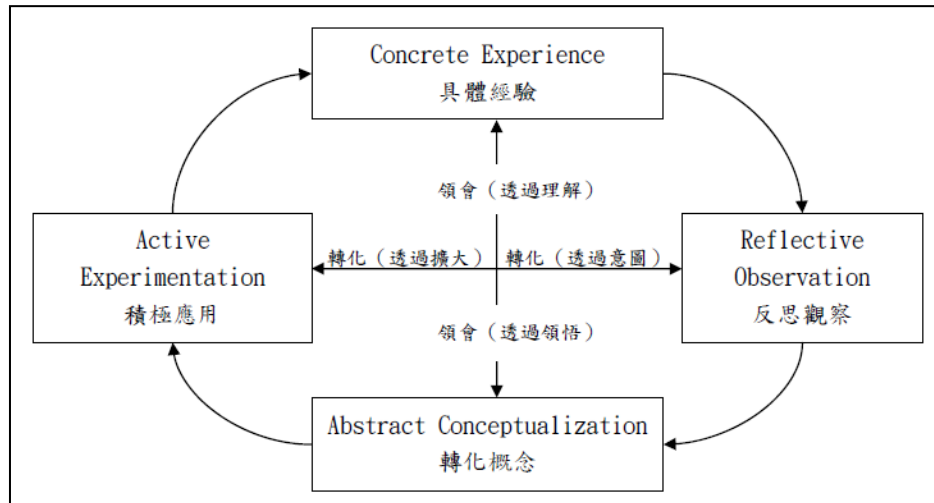 Concrete Experience
具體經驗
領會（透過理解）
Active
Experimentation
積極應用
轉化（透過擴大）
轉化（透過意圖）
Reflective
Observation
反思觀察
領會（透過領悟）
Abstract Conceptualization
轉化概念